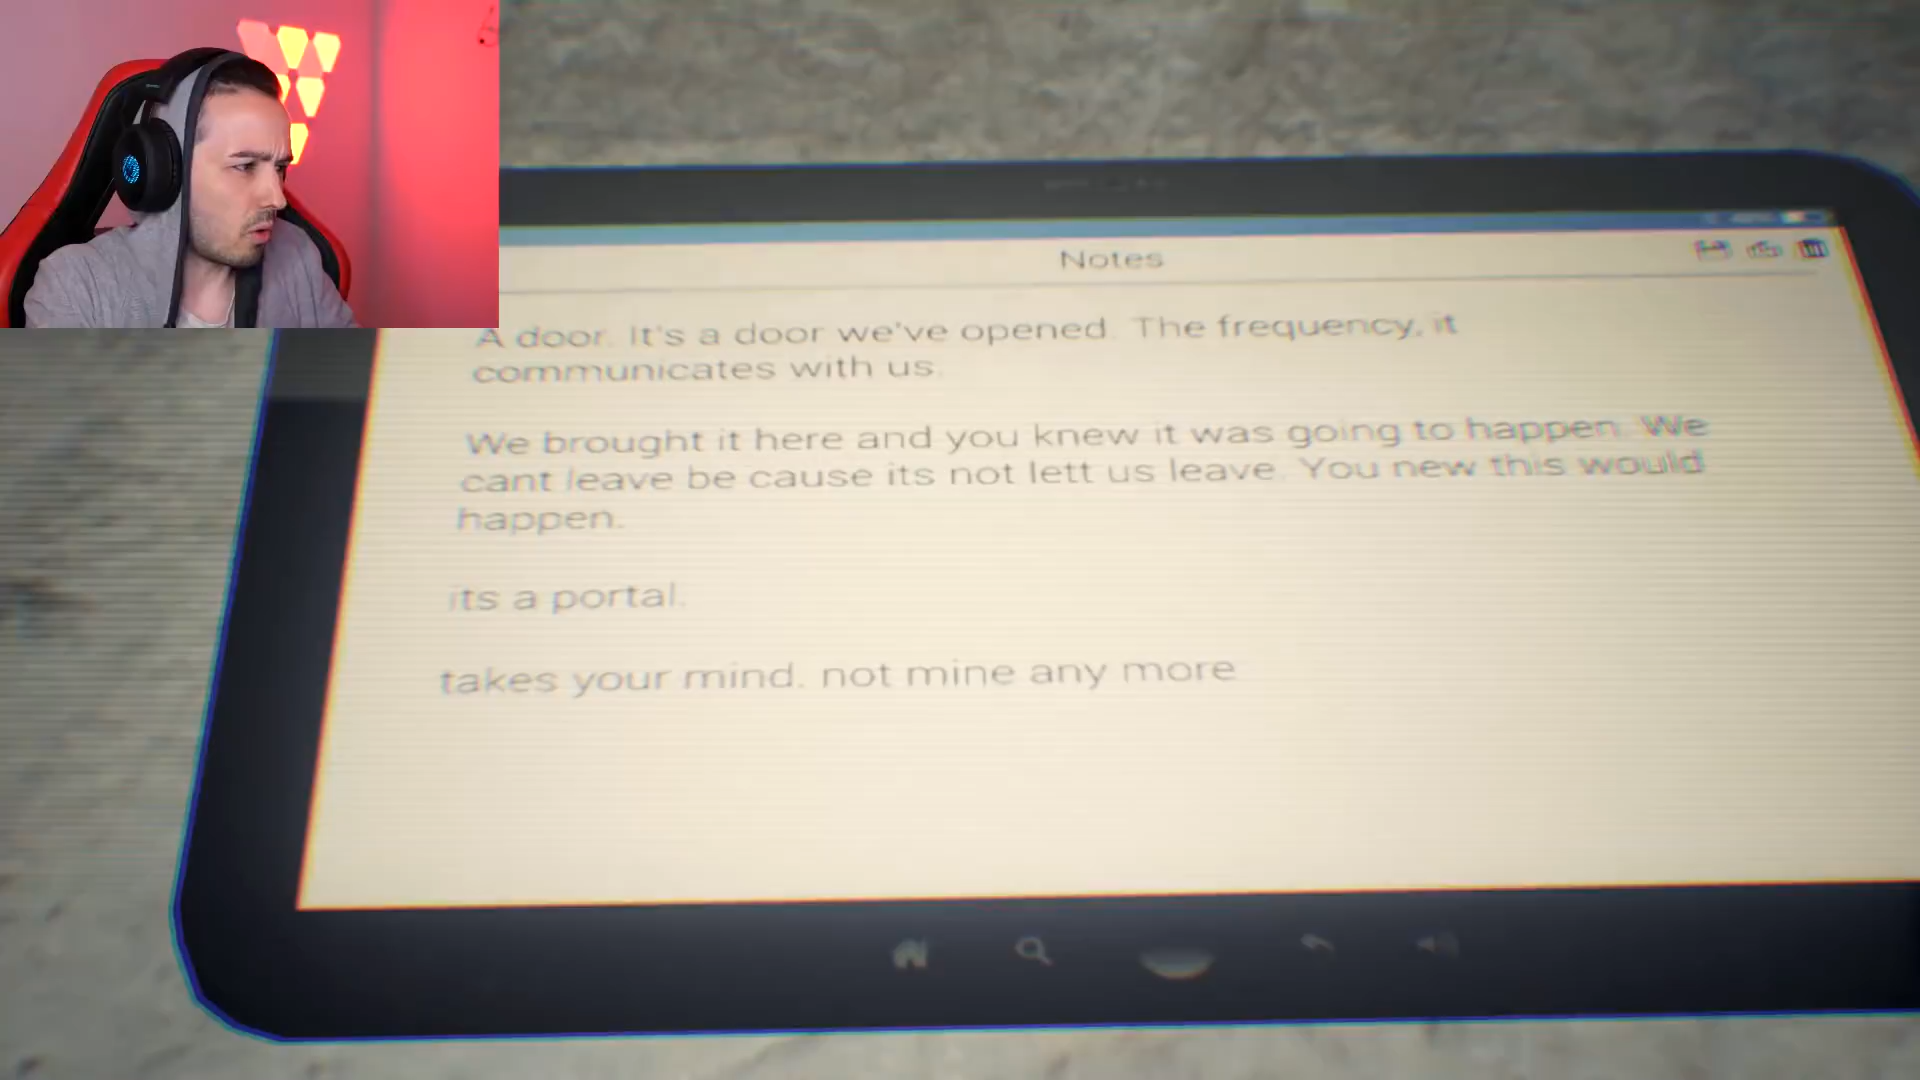 Notes
A door. It's a door we've opened. The frequency, it
communicates with us.
We brought it here and you knew it was going to happen. We
cant leave be cause its not lett us leave. You new this would
happen.
its a portal.
takes your mind. not mine any more